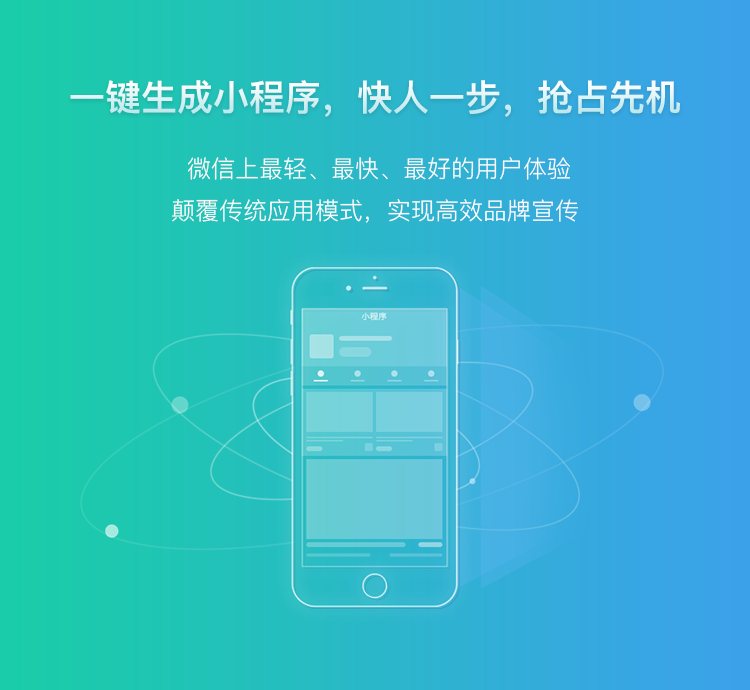 一键生成小程序，快人一步，抢占先机
微信上最轻、最快、最好的用户体验
颠覆传统应用模式，实现高效品牌宣传
小程序